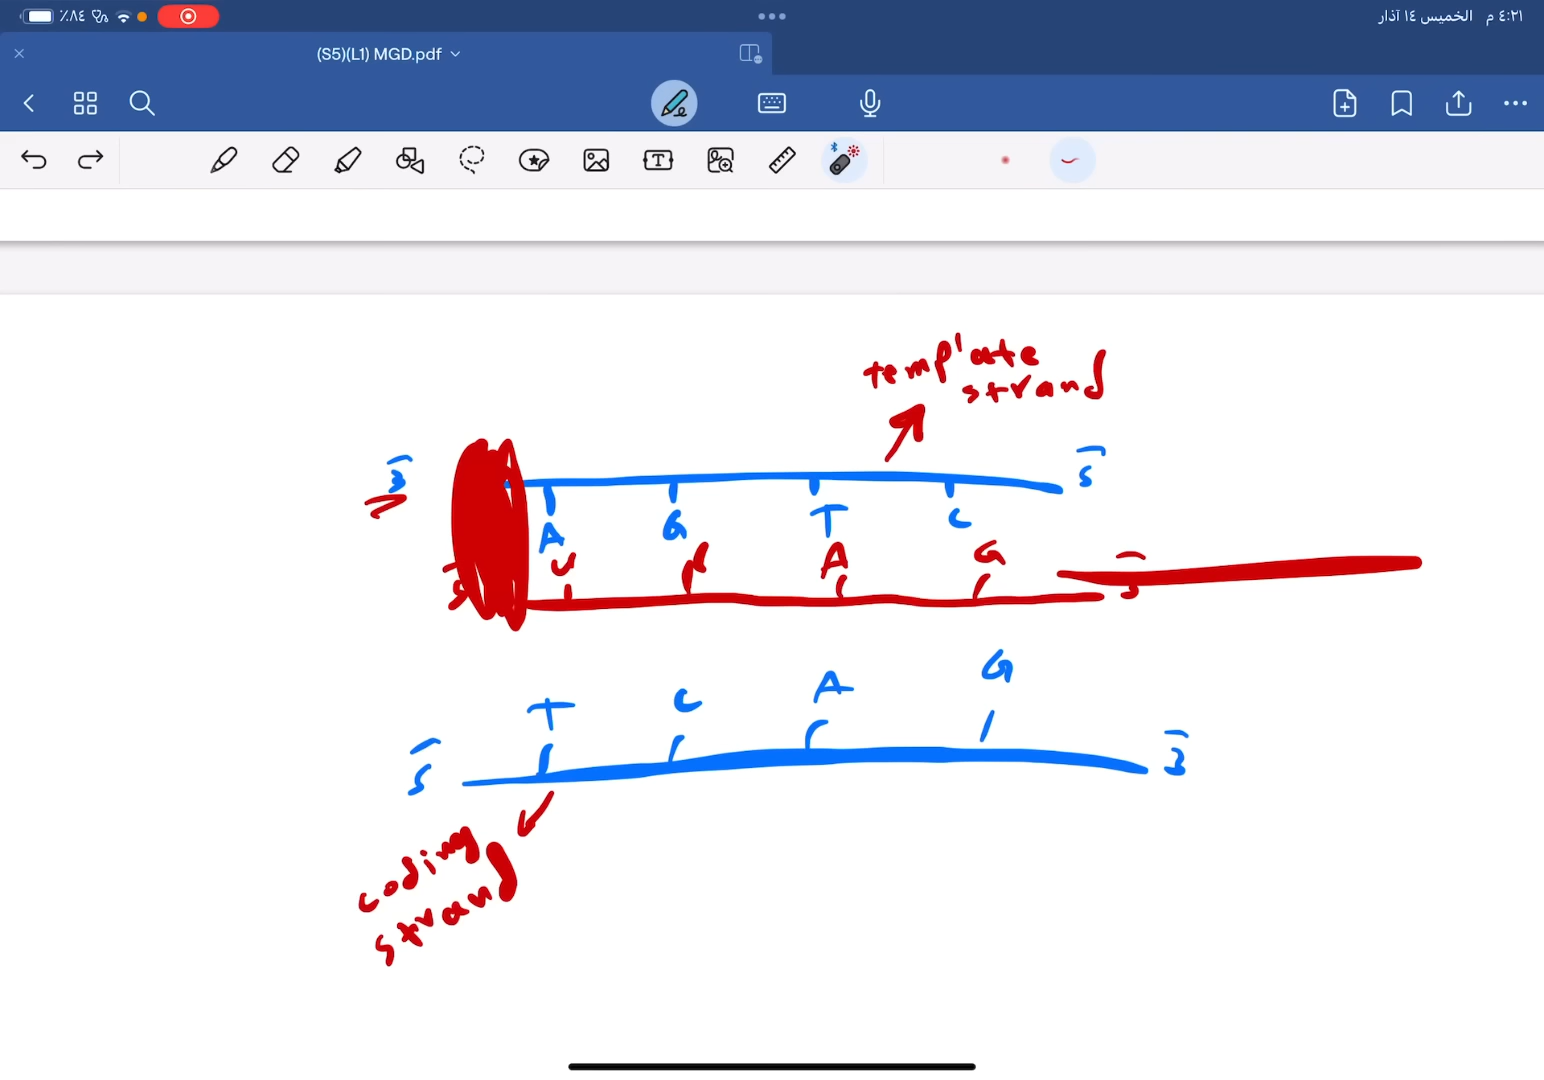 ٪٨٤
٤:٢١ م الخميس ١٤ آذار
(S5)(L1) MGD.pdf
template
strand
3
5
A G T C
U A G
5
3
T C A G
5
3
coding
strand